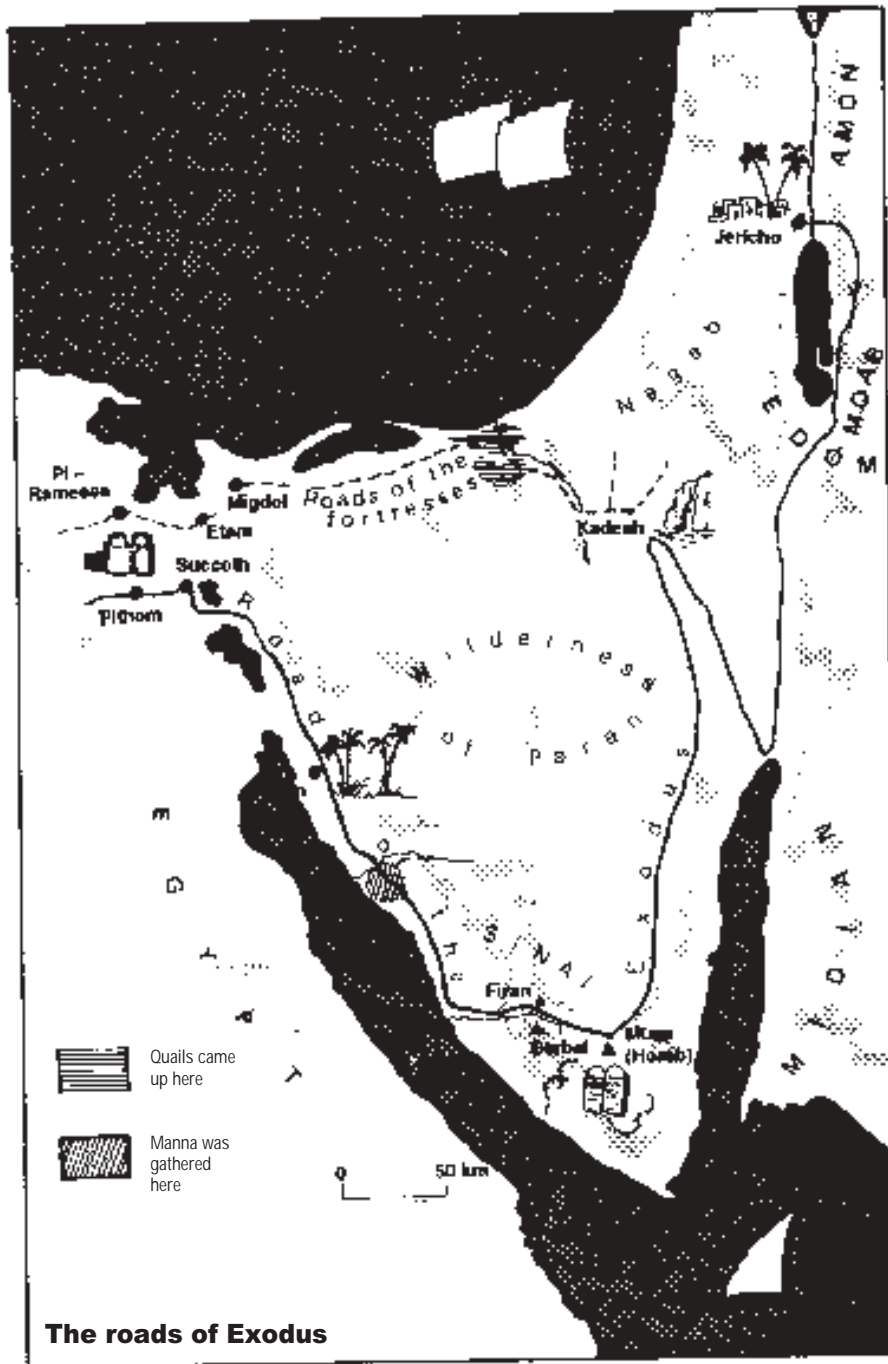 AMON
Jericho
Negeb
EDOM
MOAB
Pi -
Ramesea
Migdol
Roads of the
fortresses
Etam
Kadesh
Succoth
Pithom
Road of the Exodus
Wilderness
of Paran
EGYPT
SINAI
MIDIAN
Firan
Serbal
(Horeb)
Quails came
up here
Manna was
gathered
here
0 50 km
The roads of Exodus